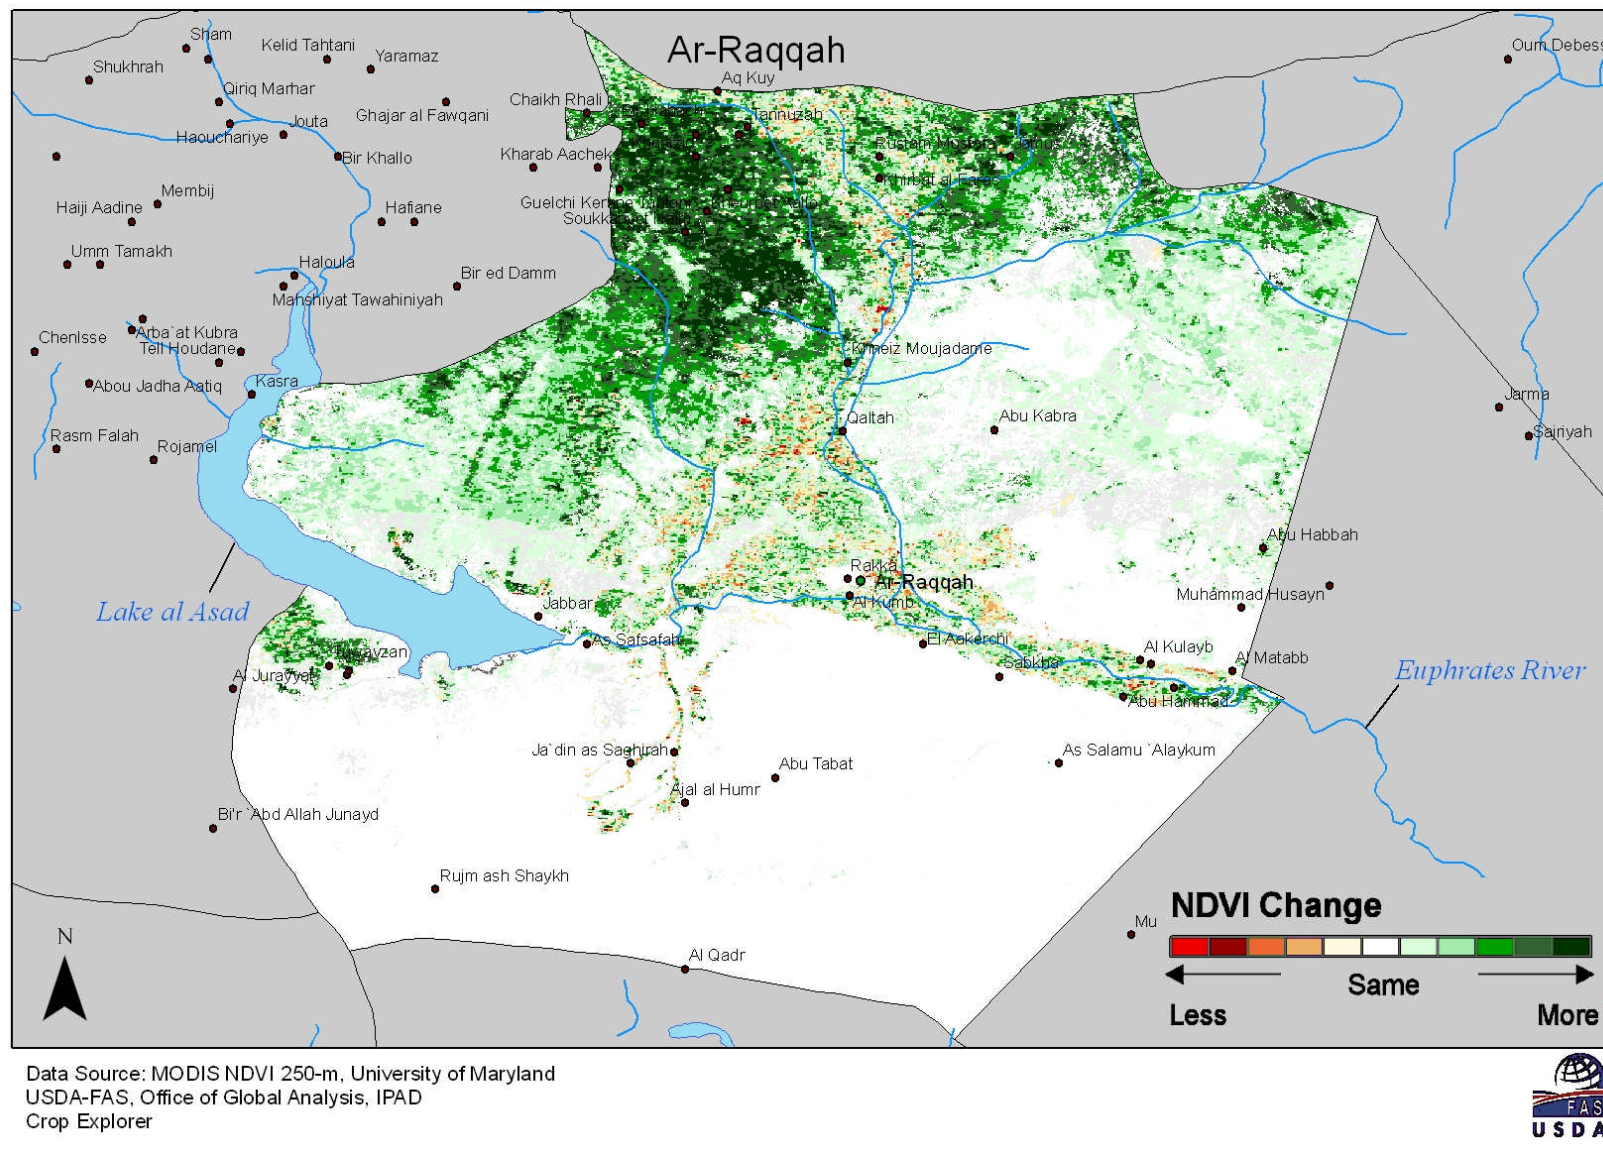 Ar-Raqqah
Sham
Kelid Tahtani
Yaramaz
Oum Debess
Shukhrah
Aq Kuy
Qiriq Marhar
Ghajar al Fawqani
Chaikh Rhali
Jouta
Haouchariye
Bir Khallo
Kharab Aachek
Rustam Mustafa
Jamus
Membij
Haiji Aadine
Hafiane
Umm Tamakh
Haloula
Bir ed Damm
Mahshiyat Tawahiniyah
Chenlsse
Arba`at Kubra
Tell Houdane
Khneiz Moujadame
Abou Jadha Aatiq
Kasra
Jarma
Rasm Falah
Rojamel
Qaltah
Abu Kabra
Sajriyah
Abu Habbah
Rakka
Ar-Raqqah
Lake al Asad
Jabbar
Al Kumb
Muhammad Husayn
As Safsafah
El Aakerchi
Al Kulayb
Al Matabb
Al Jurayyat
Sabkha
Euphrates River
Abu Hammad
Ja`din as Saghirah
Abu Tabat
As Salamu `Alaykum
Ajal al Humr
Bi'r `Abd Allah Junayd
Rujm ash Shaykh
Mu
NDVI Change
N
Al Qadr
Same
Less
More
Data Source: MODIS NDVI 250-m, University of Maryland
USDA-FAS, Office of Global Analysis, IPAD
Crop Explorer
FAS
USDA